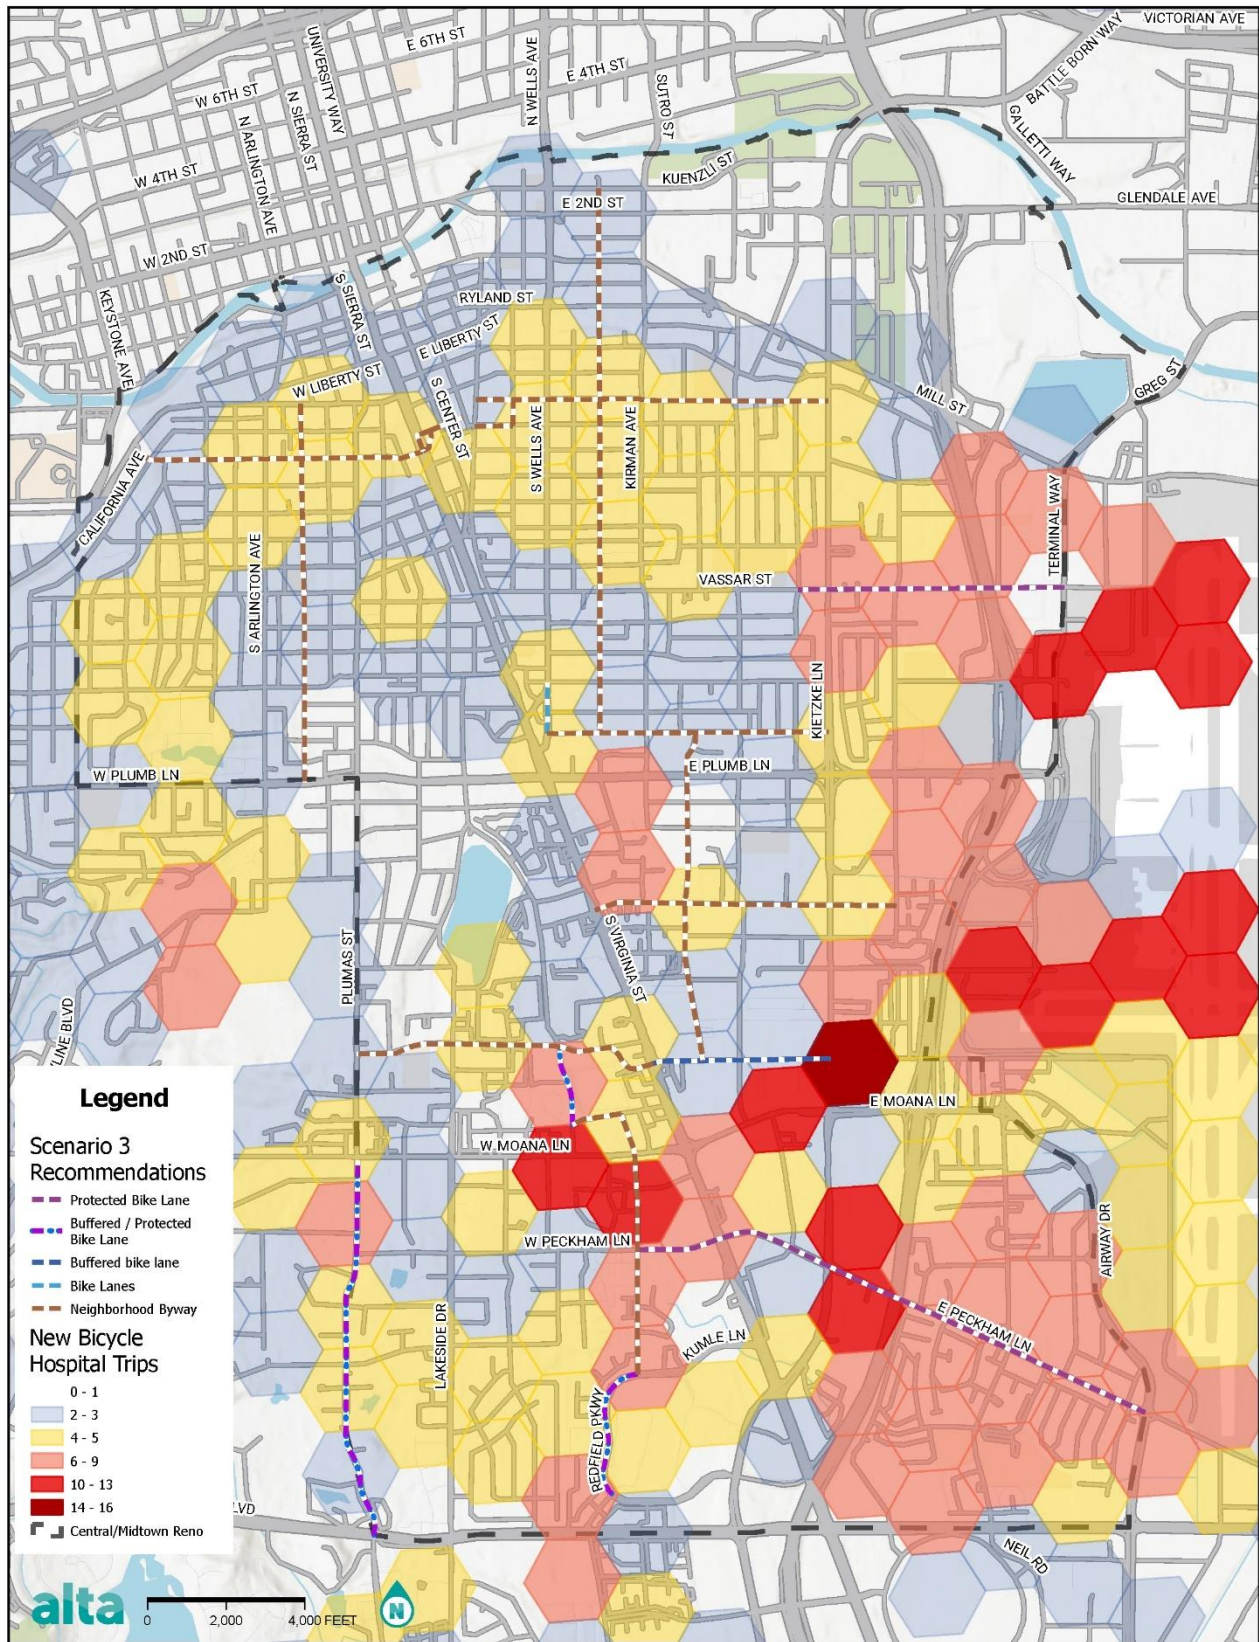 VICTORIAN AVE
E 6TH ST
UNIVERSITY WAY
N WELLS AVE
E 4TH ST
BATTLE BORN WAY
W 6TH ST
N SIERRA ST
N ARLINGTON AVE
SUTRO ST
GALLETTI WAY
W 4TH ST
KUENZLI ST
E 2ND ST
GLENDALE AVE
W 2ND ST
KEYSTONE AVE
S SIERRA ST
RYLAND ST
E LIBERTY ST
W LIBERTY ST
S CENTER ST
MILL ST
GREG ST
S WELLS AVE
KIRMAN AVE
CALIFORNIA AVE
TERMINAL WAY
S ARLINGTON AVE
VASSAR ST
KIETZKE LN
W PLUMB LN
E PLUMB LN
PLUMAS ST
S VIRGINIA ST
YLINE BLVD
E MOANA LN
W MOANA LN
W PECKHAM LN
AIRWAY DR
E PECKHAM LN
LAKESIDE DR
KUMLE LN
REDFIELD PKWY
LVD
NEIL RD
Legend
Scenario 3
Recommendations
Protected Bike Lane
Buffered / Protected
Bike Lane
Buffered bike lane
Bike Lanes
Neighborhood Byway
New Bicycle
Hospital Trips
0 - 1
2 - 3
4 - 5
6 - 9
10 - 13
14 - 16
Central/Midtown Reno
alta
0 2,000 4,000 FEET
N